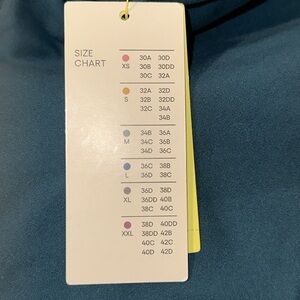 SIZE
CHART
XS
30A 30D
30B 30DD
30C 32A
S
32A 32D
32B 32DD
32C 34A
34B
M
34B 36A
34C 36B
34D 36C
L
36C 38B
36D 38C
XL
36D 38D
36DD 40B
38C 40C
XXL
38D 40DD
38DD 42B
40C 42C
40D 42D